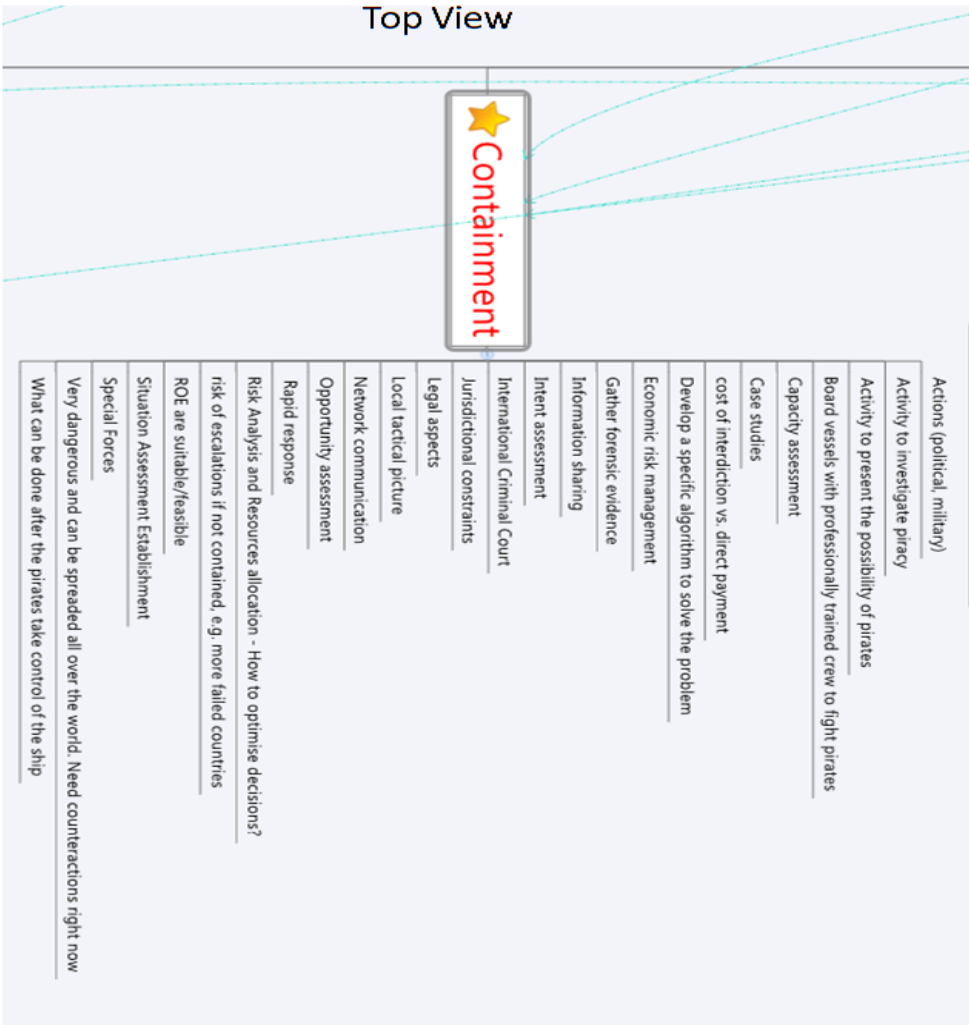 Top View
Containment
Actions (political, military)
Activity to investigate piracy
Activity to present the possibility of pirates
Board vessels with professionally trained crew to fight pirates
Capacity assessment
Case studies
cost of interdiction vs. direct payment
Develop a specific algorithm to solve the problem
Economic risk management
Gather forensic evidence
Information sharing
Intent assessment
International Criminal Court
Jurisdictional constraints
Legal aspects
Local tactical picture
Network communication
Opportunity assessment
Rapid response
Risk Analysis and Resources allocation - How to optimise decisions?
risk of escalations if not contained, e.g. more failed countries
ROE are suitable/feasible
Situation Assessment Establishment
Special Forces
Very dangerous and can be spreaded all over the world. Need counteractions right now
What can be done after the pirates take control of the ship